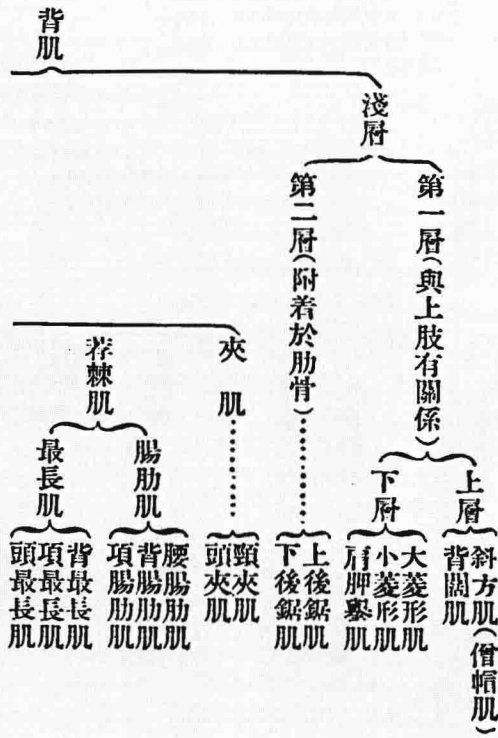 背肌
淺層
第一層(與上肢有關係)
上層
斜方肌(僧帽肌)
背闊肌
下層
大菱形肌
小菱形肌
肩胛擧肌
第二層(附着於肋骨)
上後鋸肌
下後鋸肌
夾肌
頸夾肌
頭夾肌
荐棘肌
腸肋肌
腰腸肋肌
背腸肋肌
項腸肋肌
最長肌
背最長肌
項最長肌
頭最長肌